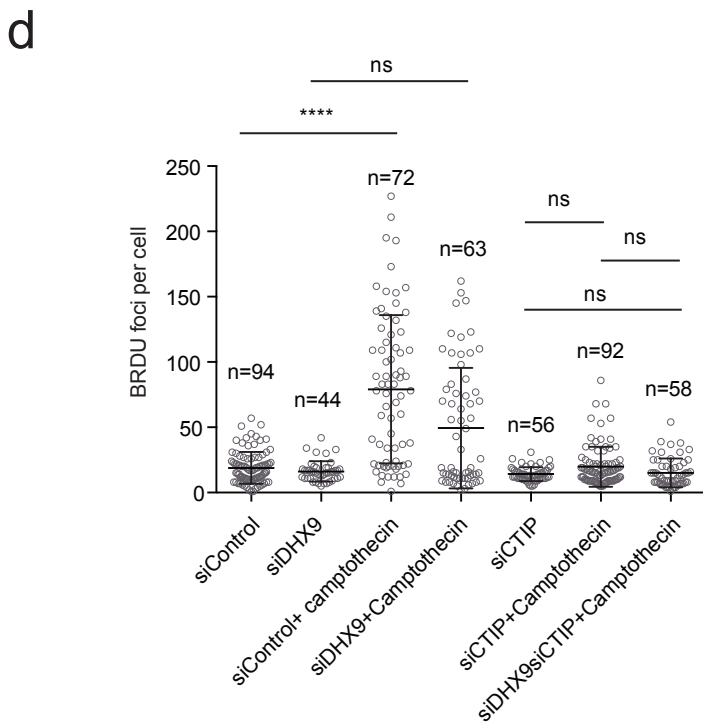 d
ns
****
250
200
150
100
50
0
BRDU foci per cell
n=94
n=44
n=72
n=63
n=56
n=92
n=58
ns
ns
ns
siControl
siDHX9
siControl+ camptothecin
siDHX9+Camptothecin
siCTIP
siCTIP+Camptothecin
siDHX9siCTIP+Camptothecin